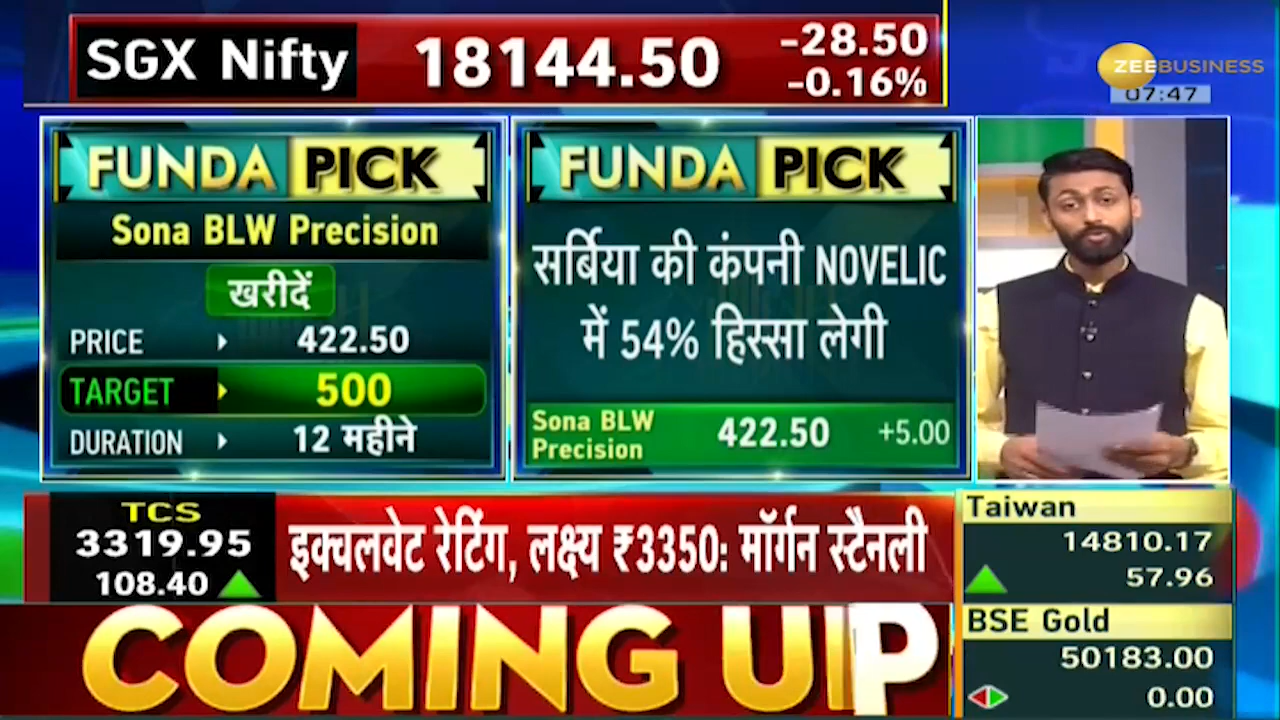 SGX Nifty 18144.50 -28.50
-0.16%
ZEEBUSINESS
07:47
FUNDA PICK
Sona BLW Precision
खरीदें
PRICE 422.50
TARGET 500
DURATION 12 महीने
FUNDA PICK
सर्बिया की कंपनी NOVELIC
में 54% हिस्सा लेगी
Sona BLW
Precision 422.50 +5.00
TCS
3319.95
108.40
इक्वलवेट रेटिंग, लक्ष्य ₹3350: मॉर्गन स्टैनली
Taiwan
14810.17
57.96
BSE Gold
50183.00
0.00
COMING UP